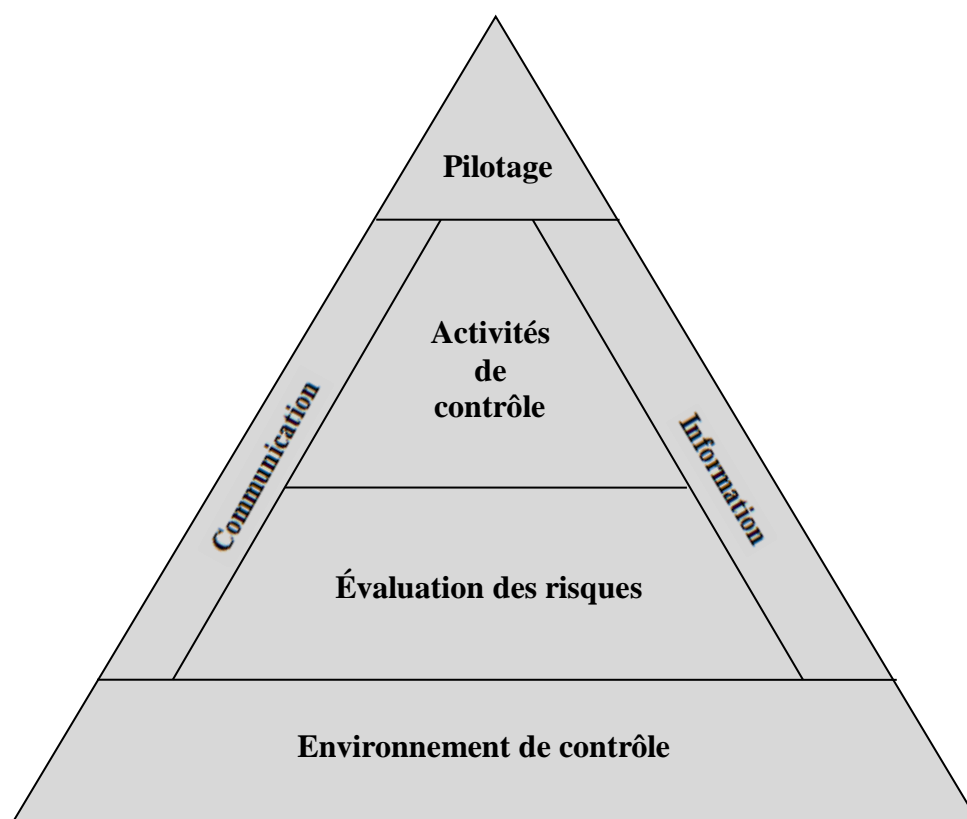 Pilotage
Activités
de
contrôle
Communication
Information
Évaluation des risques
Environnement de contrôle